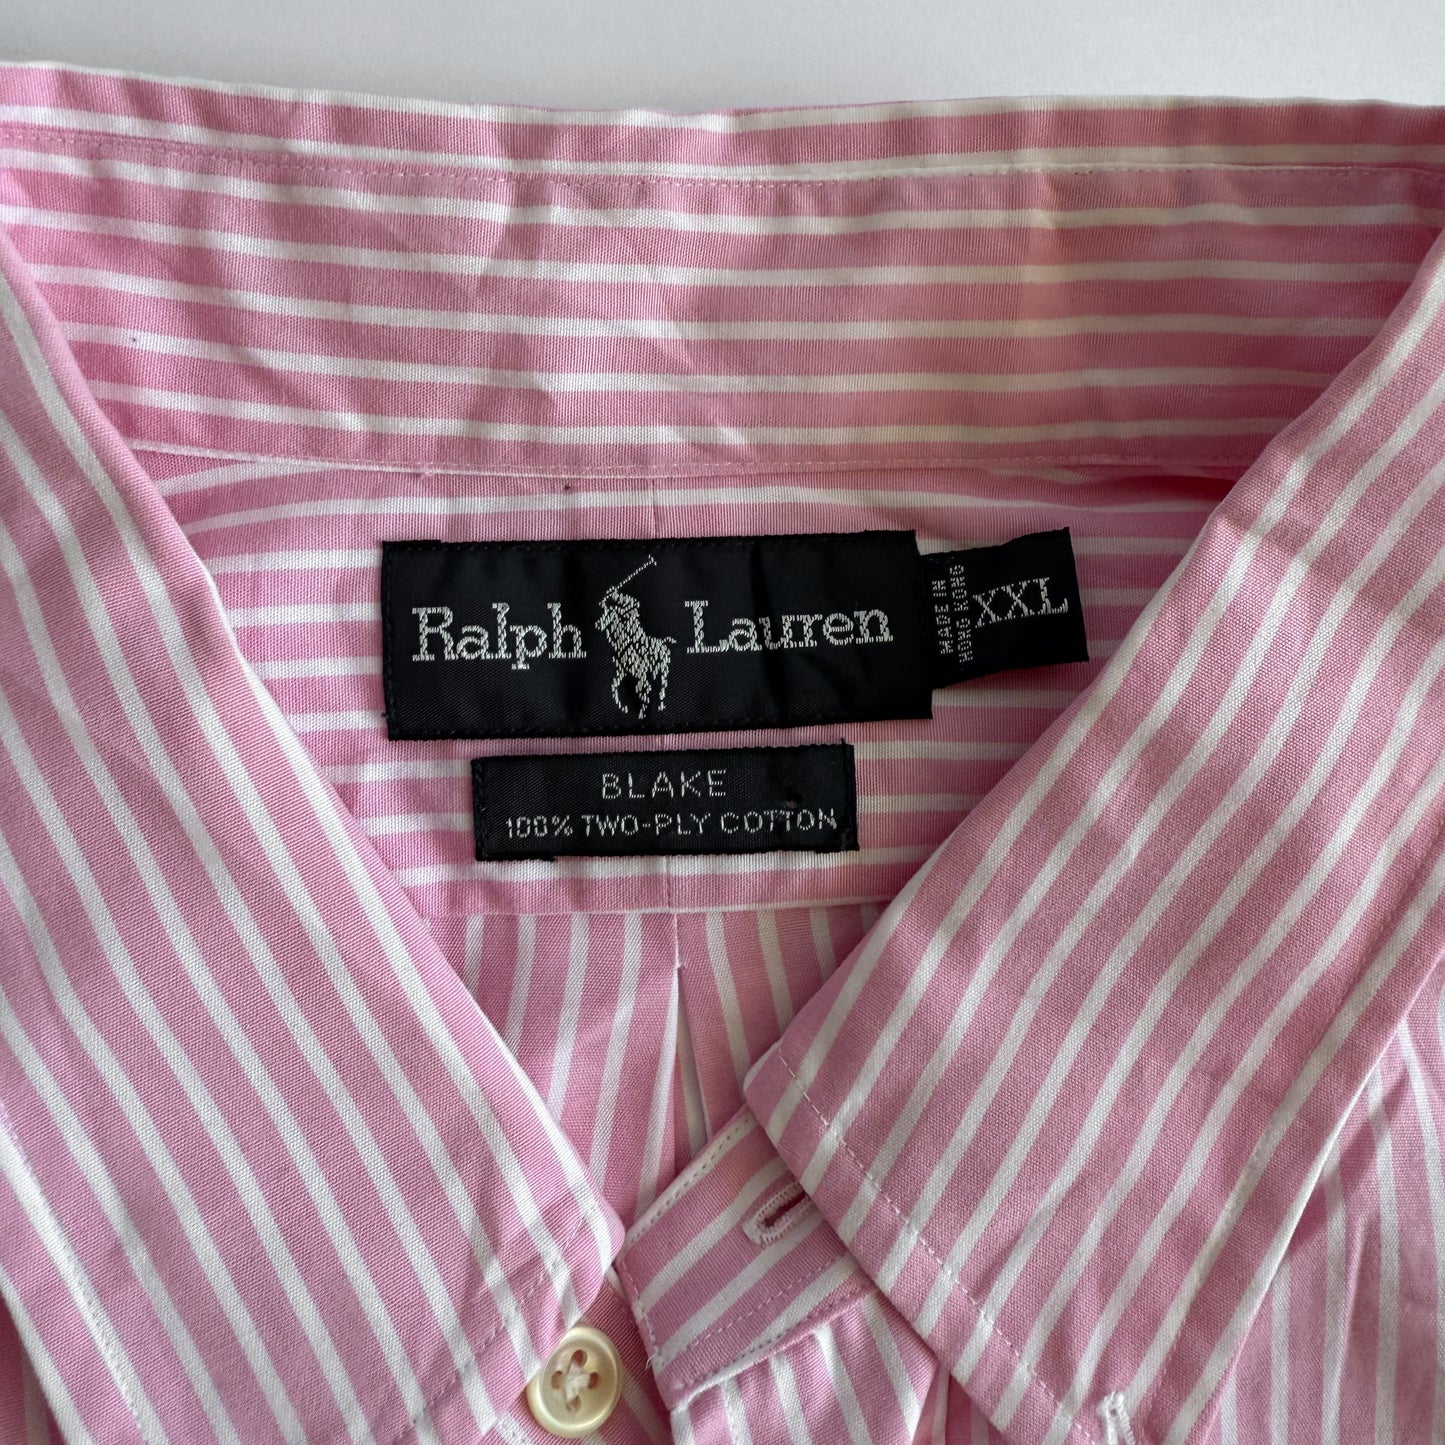 Ralph Lauren
MADE IN
HONG KONG
XXL
BLAKE
100% TWO-PLY COTTON